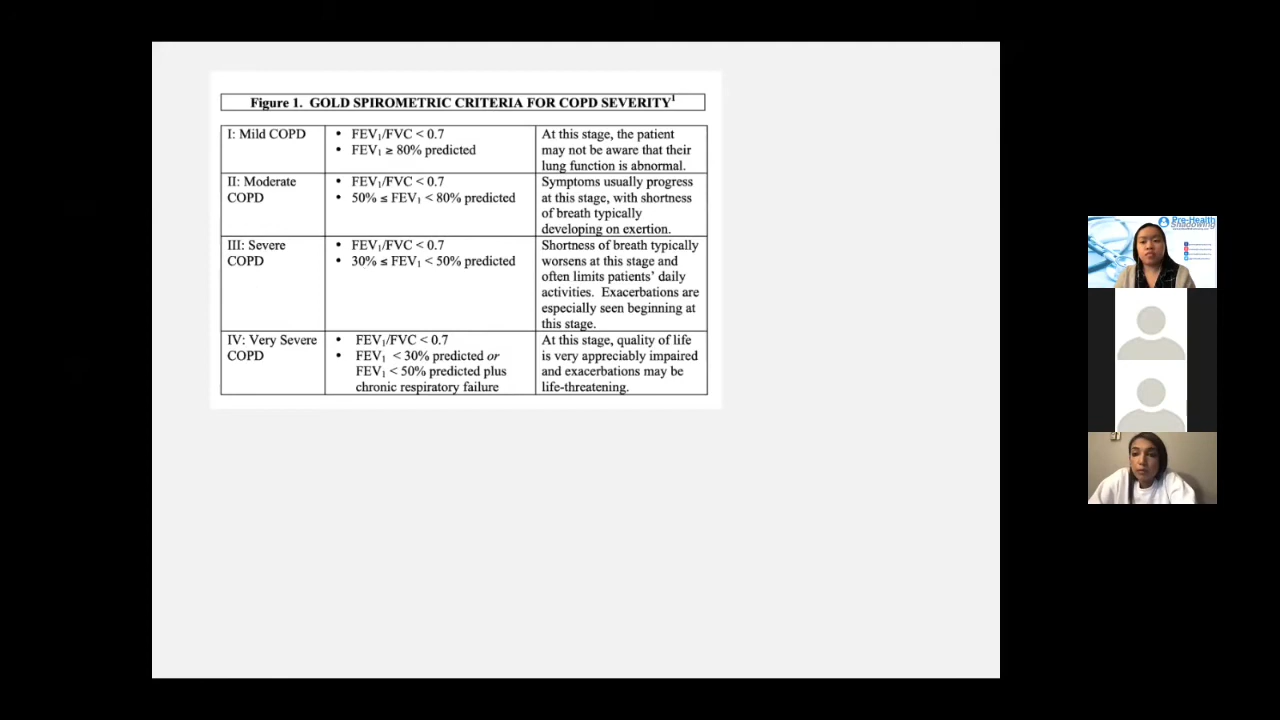 Figure 1. GOLD SPIROMETRIC CRITERIA FOR COPD SEVERITY¹
I: Mild COPD
• FEV₁/FVC < 0.7
• FEV₁ ≥ 80% predicted
At this stage, the patient
may not be aware that their
lung function is abnormal.
II: Moderate
COPD
• FEV₁/FVC < 0.7
• 50% ≤ FEV₁ < 80% predicted
Symptoms usually progress
at this stage, with shortness
of breath typically
developing on exertion.
III: Severe
COPD
• FEV₁/FVC < 0.7
• 30% ≤ FEV₁ < 50% predicted
Shortness of breath typically
worsens at this stage and
often limits patients’ daily
activities. Exacerbations are
especially seen beginning at
this stage.
IV: Very Severe
COPD
• FEV₁/FVC < 0.7
• FEV₁ < 30% predicted or
FEV₁ < 50% predicted plus
chronic respiratory failure
At this stage, quality of life
is very appreciably impaired
and exacerbations may be
life-threatening.
Pre-Health
Shadowing